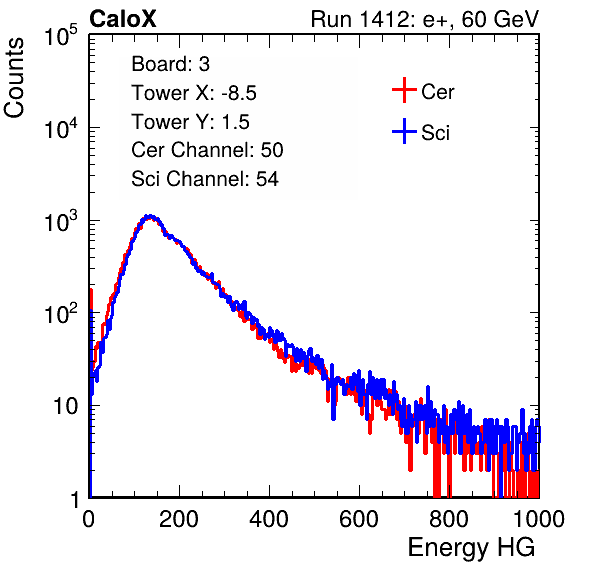 CaloX Run 1412: e+, 60 GeV
Board: 3
Tower X: -8.5
Tower Y: 1.5
Cer Channel: 50
Sci Channel: 54
Cer
Sci
Counts
10^5
10^4
10^3
10^2
10
1
0 200 400 600 800 1000
Energy HG